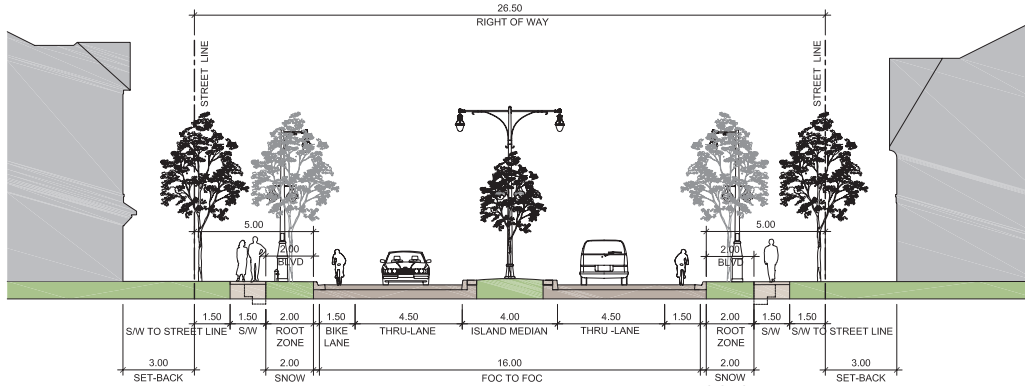 26.50
RIGHT OF WAY
STREET LINE
STREET LINE
5.00
5.00
2.00
BLVD
2.00
BLVD
1.50 1.50 2.00 1.50 4.50 4.00 4.50 1.50 2.00 1.50 1.50
S/W TO STREET LINE S/W ROOT ZONE BIKE LANE THRU-LANE ISLAND MEDIAN THRU -LANE ROOT ZONE S/W S/W TO STREET LINE
3.00 2.00 16.00 2.00 3.00
SET-BACK SNOW FOC TO FOC SNOW SET-BACK